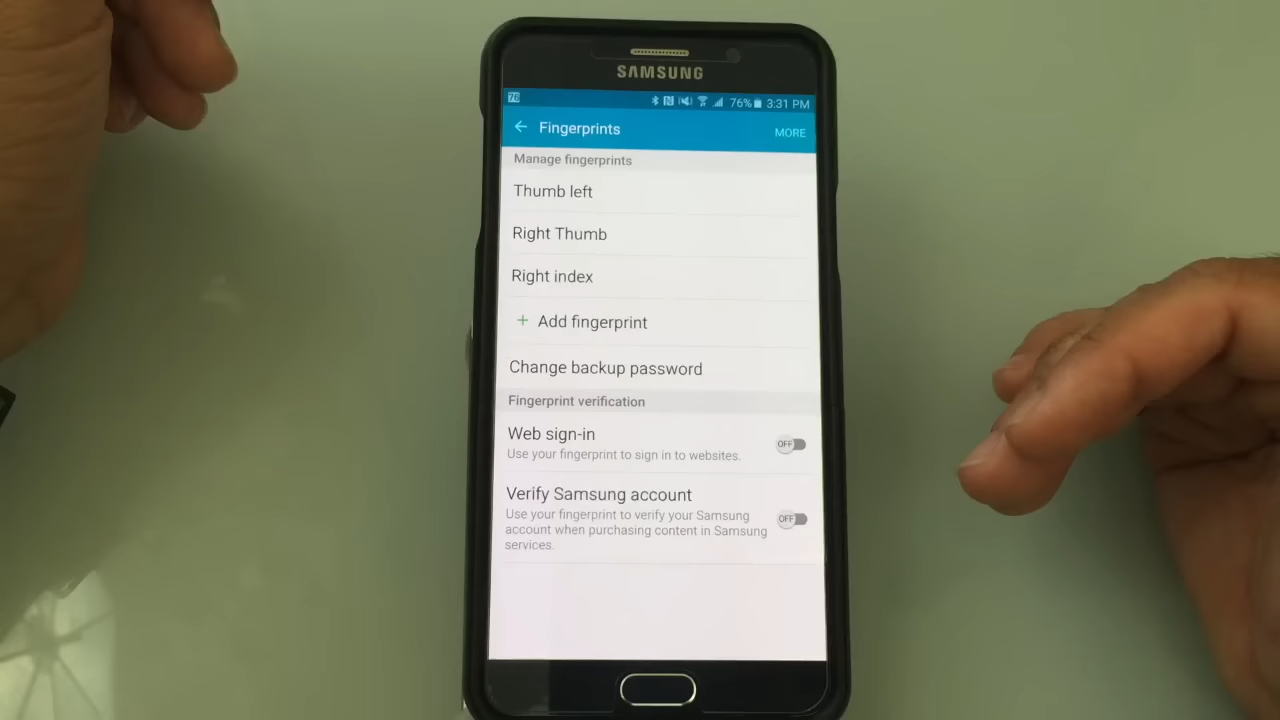 SAMSUNG
76 76% 3:31 PM
Fingerprints MORE
Manage fingerprints
Thumb left
Right Thumb
Right index
+ Add fingerprint
Change backup password
Fingerprint verification
Web sign-in
Use your fingerprint to sign in to websites.
OFF
Verify Samsung account
Use your fingerprint to verify your Samsung
account when purchasing content in Samsung
services.
OFF